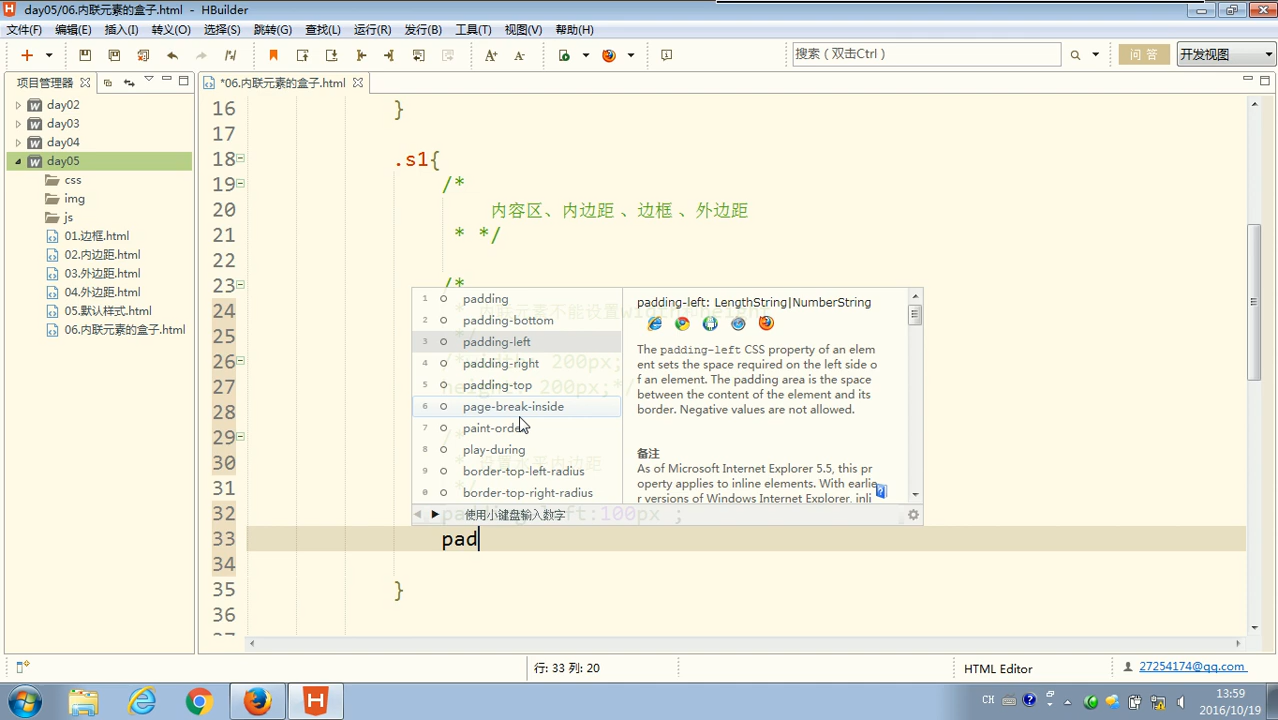 day05/06.内联元素的盒子.html - HBuilder
文件(F) 编辑(E) 插入(I) 转义(O) 选择(S) 跳转(G) 查找(L) 运行(R) 发行(B) 工具(T) 视图(V) 帮助(H)
搜索（双击Ctrl） 问答 开发视图
项目管理器
*06.内联元素的盒子.html
day02
day03
day04
day05
css
img
js
01.边框.html
02.内边距.html
03.外边距.html
04.外边距.html
05.默认样式.html
06.内联元素的盒子.html
16 }
17
18 .s1{
19 /*
20 内容区、内边距 、边框 、外边距
21 * */
22
23 /*
24
25
26 200px;
27 200px;*/
28
29
30
31
32 :100px ;
33 pad
34
35 }
36
1 padding
2 padding-bottom
3 padding-left
4 padding-right
5 padding-top
6 page-break-inside
7 paint-order
8 play-during
9 border-top-left-radius
0 border-top-right-radius
使用小键盘输入数字
padding-left: LengthString|NumberString
The padding-left CSS property of an elem
ent sets the space required on the left side o
f an element. The padding area is the space
between the content of the element and its
border. Negative values are not allowed.
备注
As of Microsoft Internet Explorer 5.5, this pr
operty applies to inline elements. With earlie
r versions of Windows Internet Explorer, inli
行: 33 列: 20
HTML Editor
27254174@qq.com
CH
13:59
2016/10/19